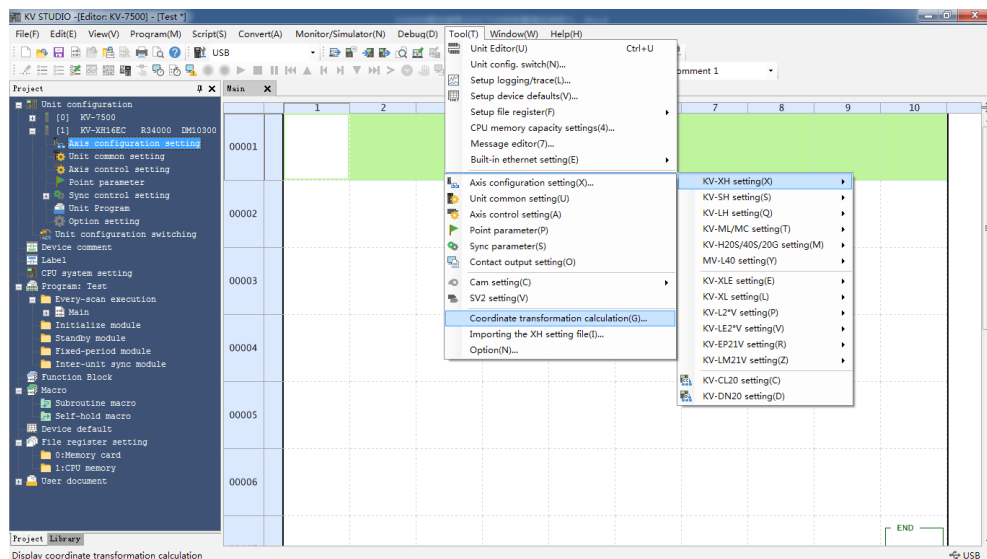 KV STUDIO -[Editor: KV-7500] - [Test *]
File(F) Edit(E) View(V) Program(M) Script(S) Convert(A) Monitor/Simulator(N) Debug(D) Tool(T) Window(W) Help(H)
USB
Unit Editor(U) Ctrl+U
Unit config. switch(N)...
Setup logging/trace(L)...
Setup device defaults(V)...
Setup file register(F)
CPU memory capacity settings(4)...
Message editor(7)...
Built-in ethernet setting(E)
omment 1
Project
Main
Unit configuration
[0] KV-7500
[1] KV-XH16EC R34000 DM10300
Axis configuration setting
Unit common setting
Axis control setting
Point parameter
Sync control setting
Unit Program
Option setting
Unit configuration switching
Device comment
Label
CPU system setting
Program: Test
Every-scan execution
Main
Initialize module
Standby module
Fixed-period module
Inter-unit sync module
Function Block
Macro
Subroutine macro
Self-hold macro
Device default
File register setting
0:Memory card
1:CPU memory
User document
Project Library
1 2 7 8 9 10
00001
00002
00003
00004
00005
00006
END
Axis configuration setting(X)...
Unit common setting(U)
Axis control setting(A)
Point parameter(P)
Sync parameter(S)
Contact output setting(O)
Cam setting(C)
SV2 setting(V)
Coordinate transformation calculation(G)...
Importing the XH setting file(I)...
Option(N)...
KV-XH setting(X)
KV-SH setting(S)
KV-LH setting(Q)
KV-ML/MC setting(T)
KV-H20S/40S/20G setting(M)
MV-L40 setting(Y)
KV-XLE setting(E)
KV-XL setting(L)
KV-L2*V setting(P)
KV-LE2*V setting(V)
KV-EP21V setting(R)
KV-LM21V setting(Z)
KV-CL20 setting(C)
KV-DN20 setting(D)
Display coordinate transformation calculation
USB